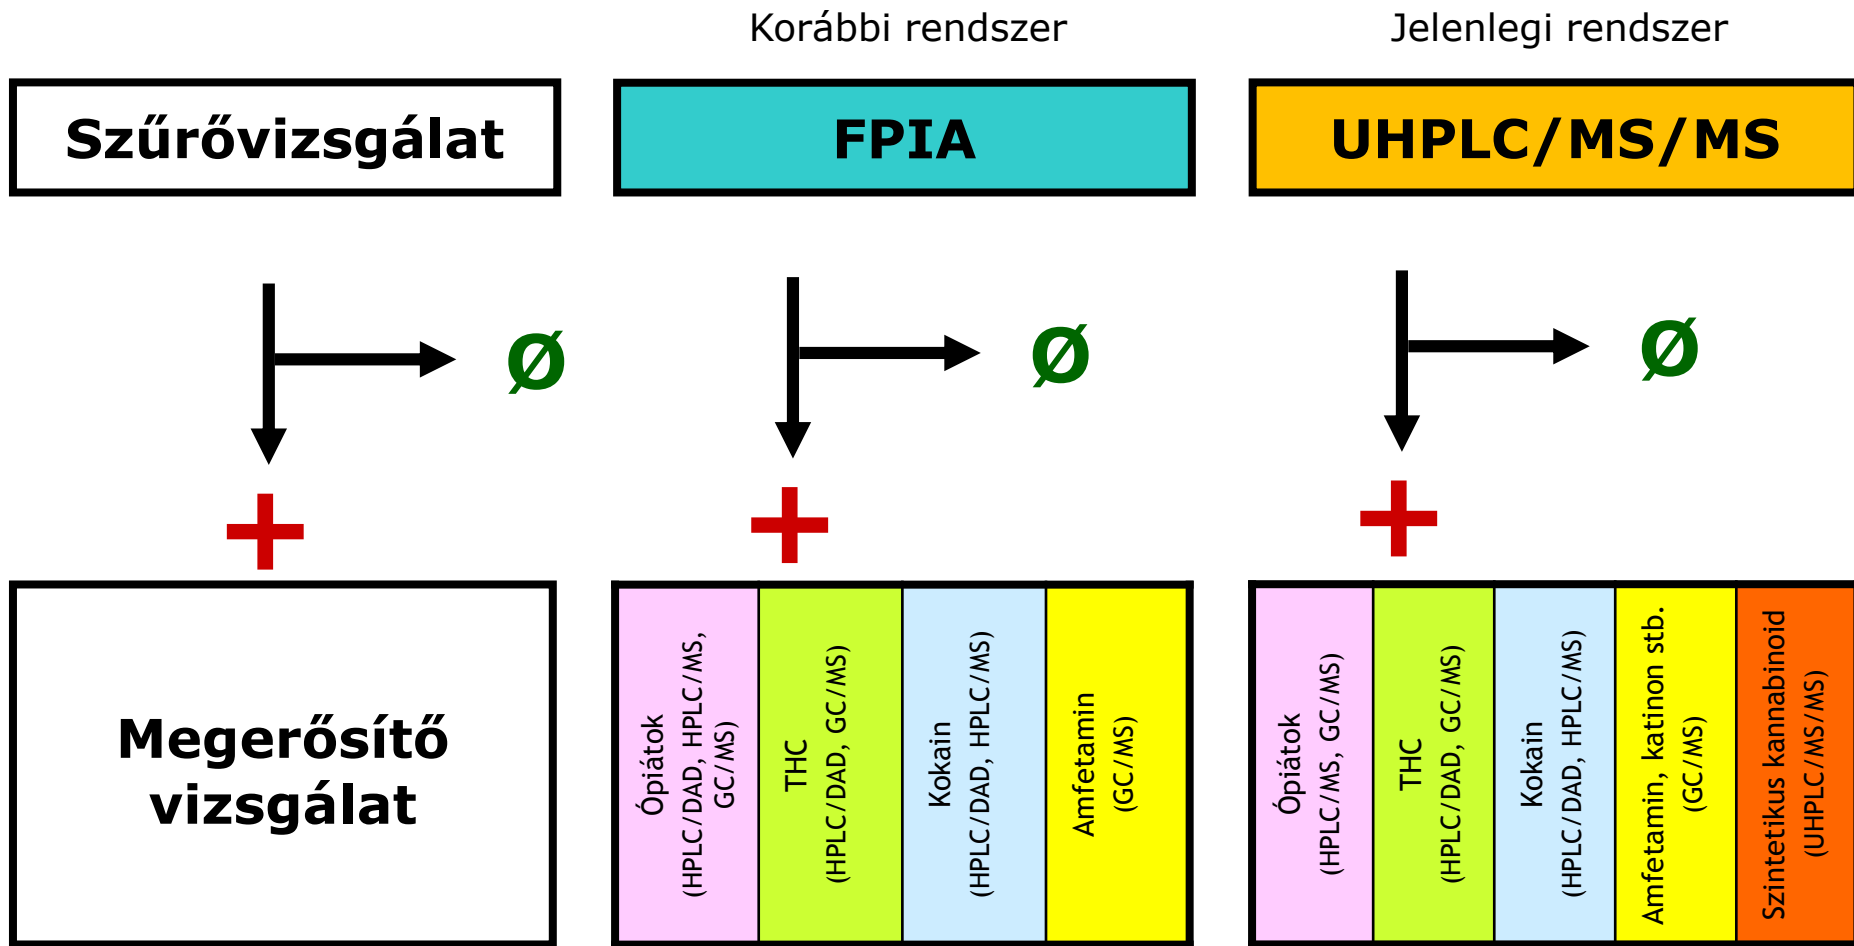 Korábbi rendszer
Jelenlegi rendszer
Szűrővizsgálat
FPIA
UHPLC/MS/MS
Ø
Ø
Ø
+
+
+
Megerősítő
vizsgálat
Ópiátok
(HPLC/DAD, HPLC/MS,
GC/MS)
THC
(HPLC/DAD, GC/MS)
Kokain
(HPLC/DAD, HPLC/MS)
Amfetamin
(GC/MS)
Ópiátok
(HPLC/MS, GC/MS)
THC
(HPLC/DAD, GC/MS)
Kokain
(HPLC/DAD, HPLC/MS)
Amfetamin, katinon stb.
(GC/MS)
Szintetikus kannabinoid
(UHPLC/MS/MS)